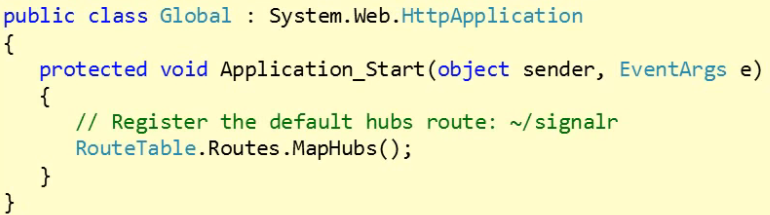 public class Global : System.Web.HttpApplication
{
protected void Application_Start(object sender, EventArgs e)
{
// Register the default hubs route: ~/signalr
RouteTable.Routes.MapHubs();
}
}